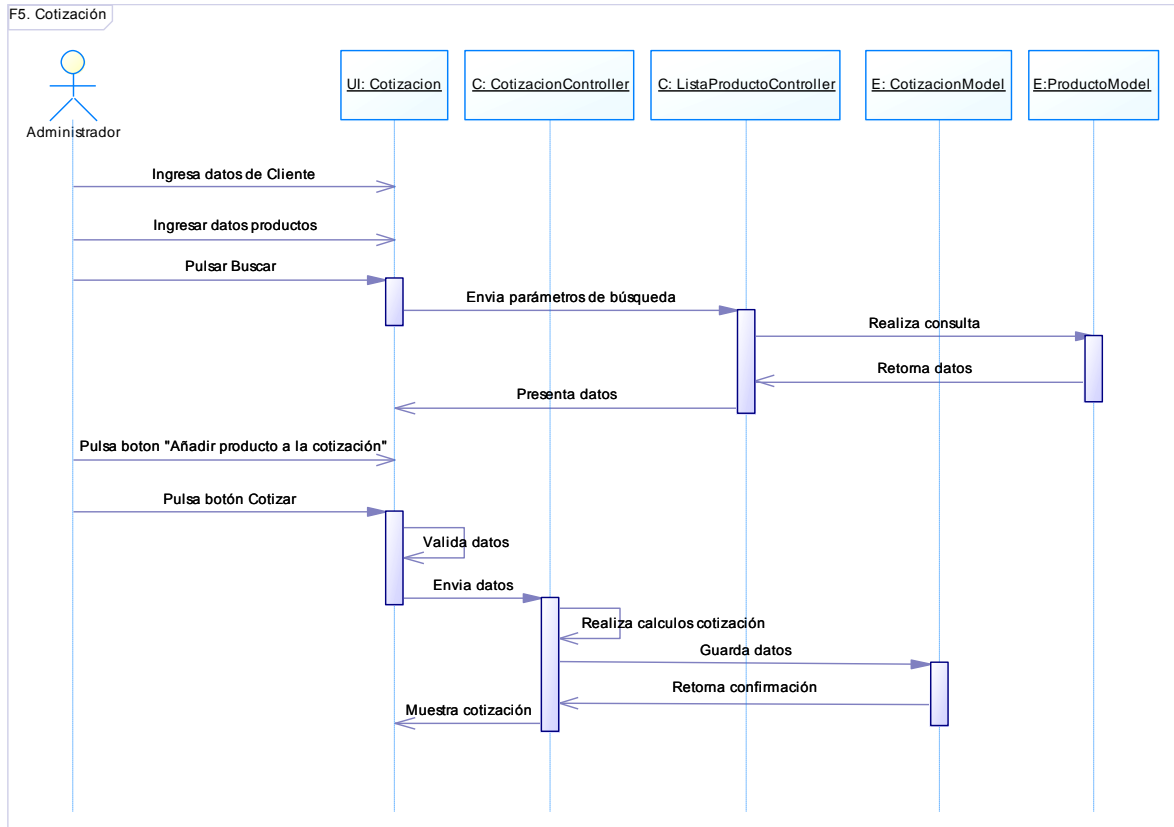 F5. Cotización
UI: Cotizacion
C: CotizacionController
C: ListaProductoController
E: CotizacionModel
E:ProductoModel
Administrador
Ingresa datos de Cliente
Ingresar datos productos
Pulsar Buscar
Envia parámetros de búsqueda
Realiza consulta
Retorna datos
Presenta datos
Pulsa boton "Añadir producto a la cotización"
Pulsa botón Cotizar
Valida datos
Envia datos
Realiza calculos cotización
Guarda datos
Retorna confirmación
Muestra cotización